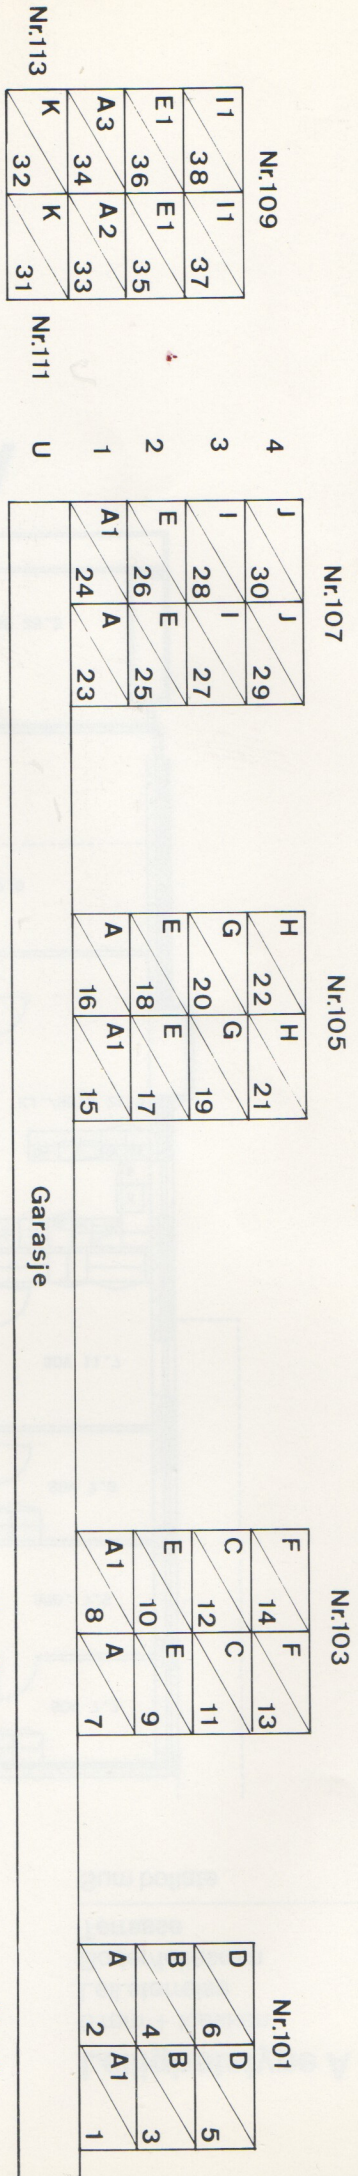 Nr.109 Nr.107 Nr.105 Nr.103 Nr.101
4 J 30 J 29 H 22 H 21 F 14 F 13
I1 38 I1 37 3 I 28 I 27 G 20 G 19 C 12 C 11 D 6 D 5
E1 36 E1 35 2 E 26 E 25 E 18 E 17 E 10 E 9 B 4 B 3
A3 34 A2 33 1 A1 24 A 23 A 16 A1 15 A1 8 A 7 A 2 A1 1
K 32 K 31 U Garasje
Nr.113 Nr.111